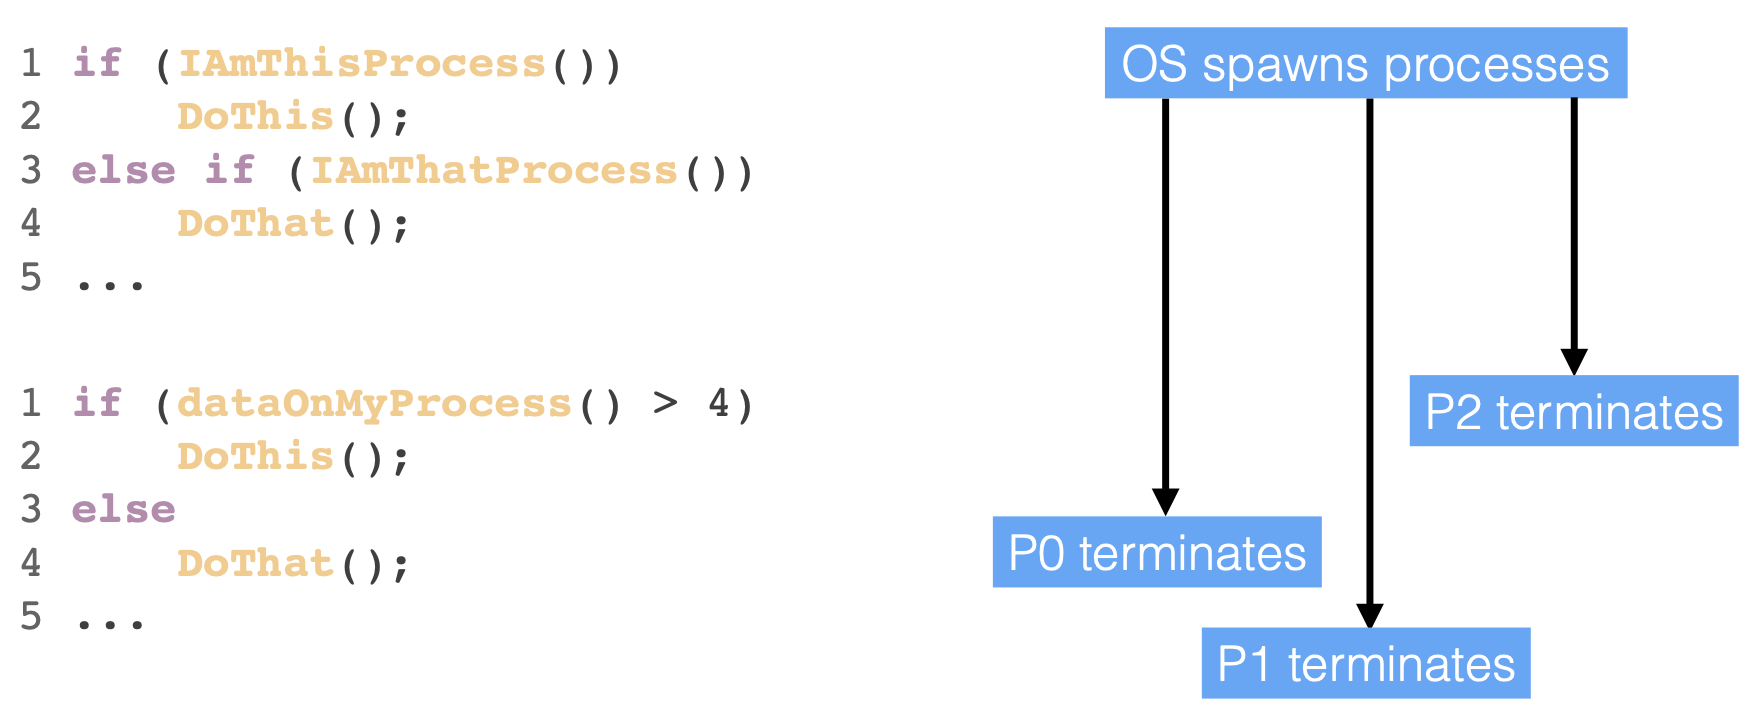 1 if (IAmThisProcess())
2     DoThis();
3 else if (IAmThatProcess())
4     DoThat();
5 ...
1 if (dataOnMyProcess() > 4)
2     DoThis();
3 else
4     DoThat();
5 ...
OS spawns processes
P2 terminates
P0 terminates
P1 terminates